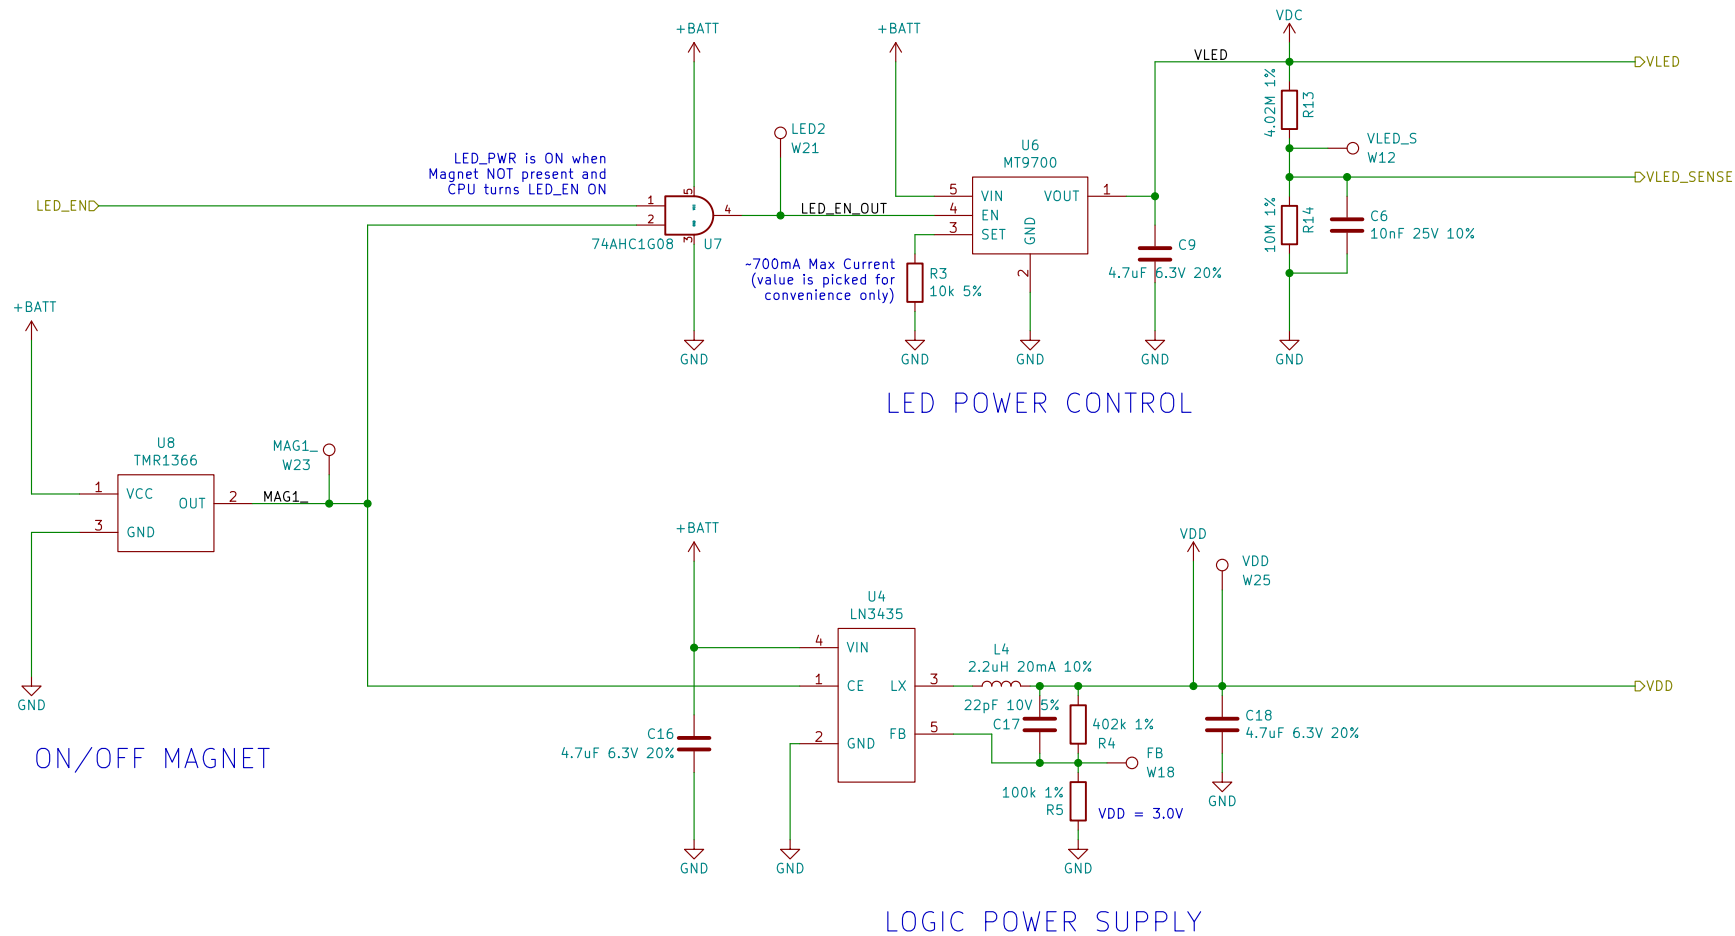 +BATT
+BATT
VDC
VLED
VLED
4.02M 1%
R13
LED2
W21
VLED_S
W12
U6
MT9700
LED_PWR is ON when
Magnet NOT present and
CPU turns LED_EN ON
VLED_SENSE
LED_EN
1
2
5
3
4
74AHC1G08
U7
LED_EN_OUT
5
VIN
4
EN
3
SET
VOUT
1
GND
2
10M 1%
R14
C6
10nF 25V 10%
C9
4.7uF 6.3V 20%
~700mA Max Current
(value is picked for
convenience only)
R3
10k 5%
GND
GND
GND
GND
GND
LED POWER CONTROL
+BATT
U8
TMR1366
MAG1_
W23
1
VCC
OUT
2
MAG1_
3
GND
GND
ON/OFF MAGNET
+BATT
VDD
VDD
W25
U4
LN3435
4
VIN
1
CE
LX
3
2
GND
FB
5
L4
2.2uH 20mA 10%
VDD
22pF 10V 5%
C17
402k 1%
R4
C18
4.7uF 6.3V 20%
C16
4.7uF 6.3V 20%
FB
W18
100k 1%
R5
VDD = 3.0V
GND
GND
GND
GND
LOGIC POWER SUPPLY